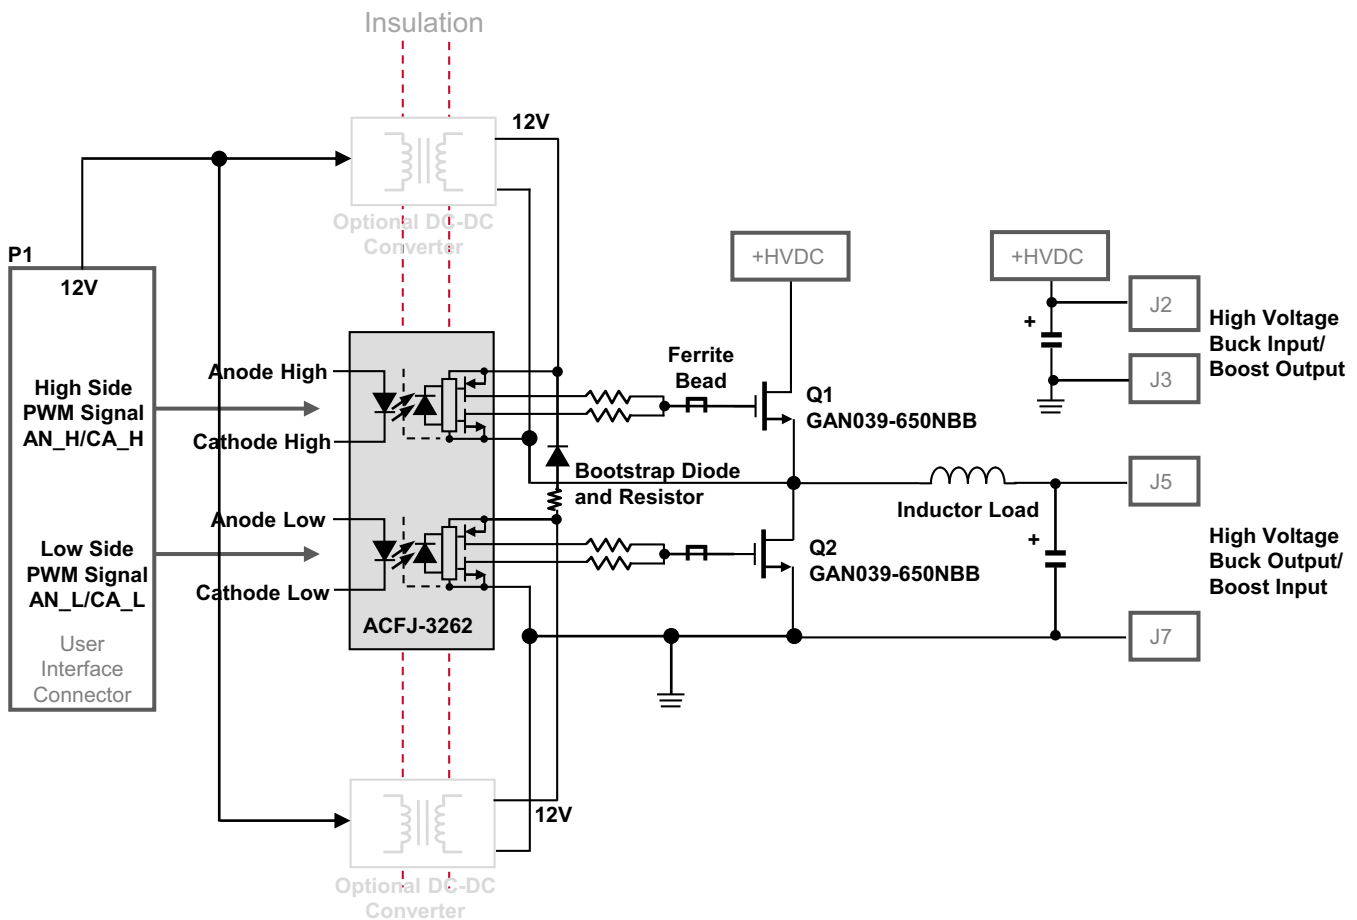 Insulation
12V
Optional DC-DC
Converter
P1
12V
High Side
PWM Signal
AN_H/CA_H
Low Side
PWM Signal
AN_L/CA_L
User
Interface
Connector
Anode High
Cathode High
Anode Low
Cathode Low
ACFJ-3262
Ferrite
Bead
Bootstrap Diode
and Resistor
+HVDC
Q1
GAN039-650NBB
Q2
GAN039-650NBB
Inductor Load
+HVDC
+
J2
J3
High Voltage
Buck Input/
Boost Output
J5
+
High Voltage
Buck Output/
Boost Input
J7
12V
Optional DC-DC
Converter